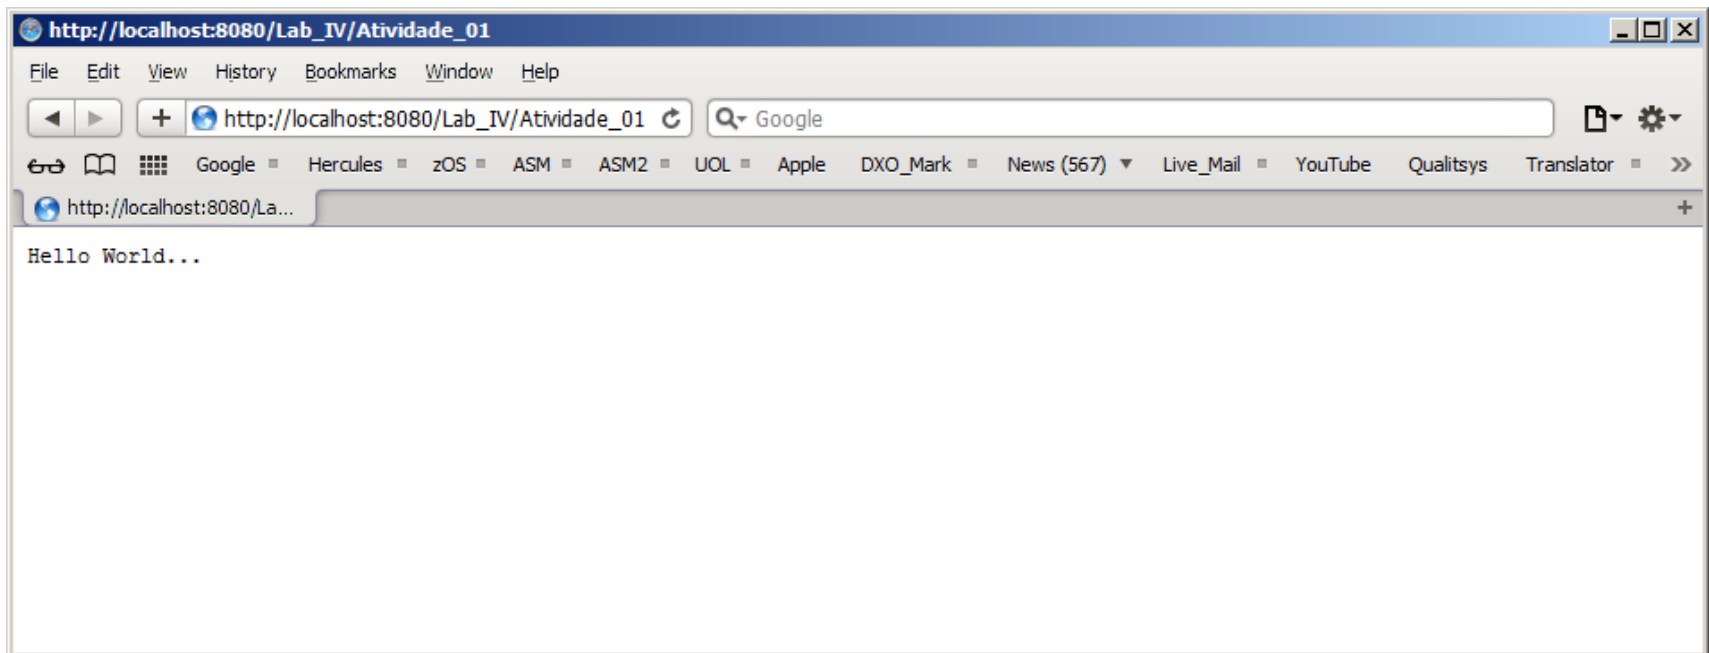 http://localhost:8080/Lab_IV/Atividade_01
File Edit View History Bookmarks Window Help
http://localhost:8080/Lab_IV/Atividade_01 Google
Google Hercules zOS ASM ASM2 UOL Apple DXO_Mark News (567) Live_Mail YouTube Qualitsys Translator
http://localhost:8080/La...
Hello World...